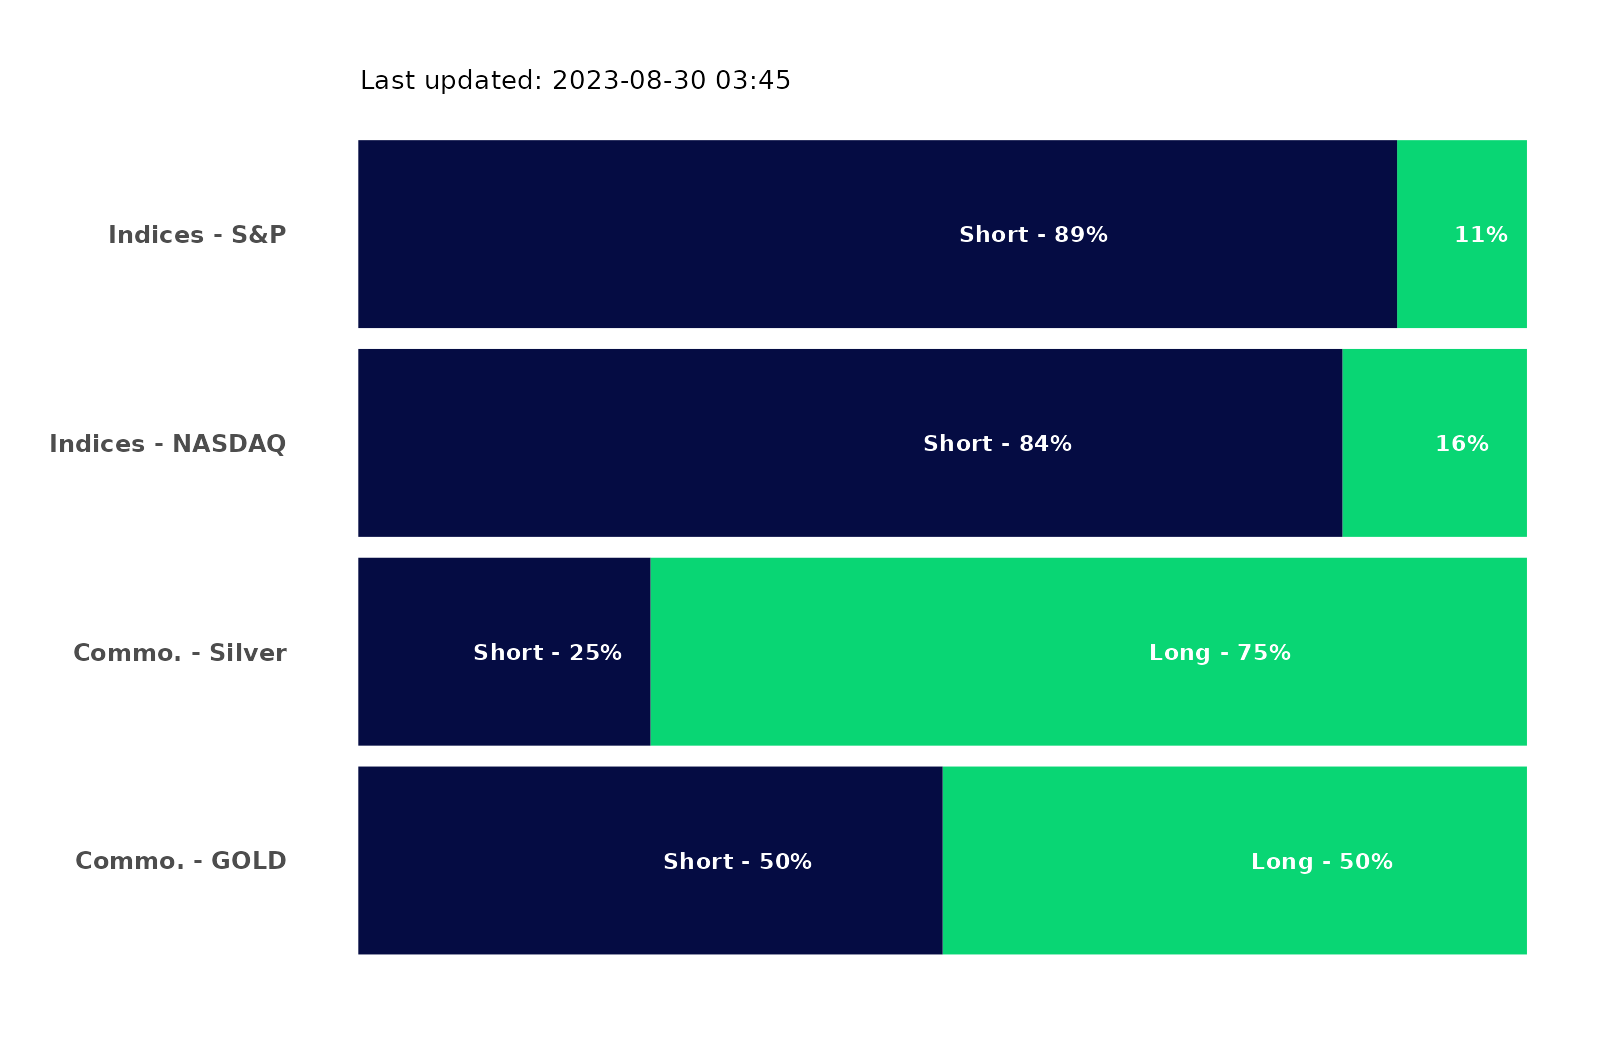 Last updated: 2023-08-30 03:45
Indices - S&P Short - 89% 11%
Indices - NASDAQ Short - 84% 16%
Commo. - Silver Short - 25% Long - 75%
Commo. - GOLD Short - 50% Long - 50%